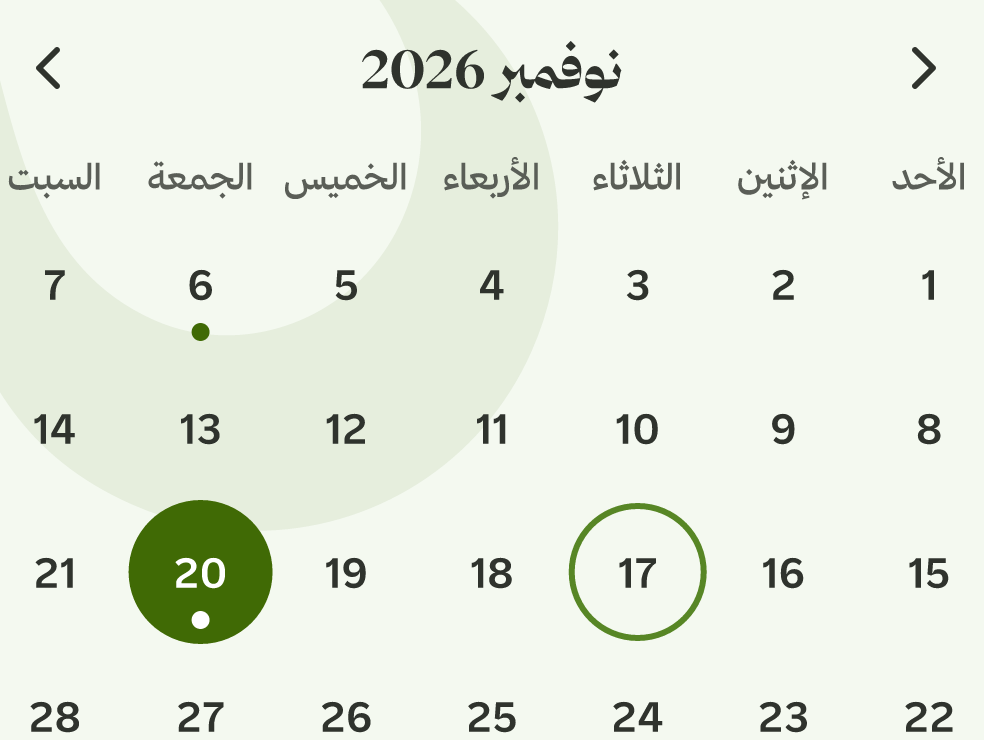 نوفمبر 2026
الأحد الإثنين الثلاثاء الأربعاء الخميس الجمعة السبت
1 2 3 4 5 6 7
8 9 10 11 12 13 14
15 16 17 18 19 20 21
22 23 24 25 26 27 28